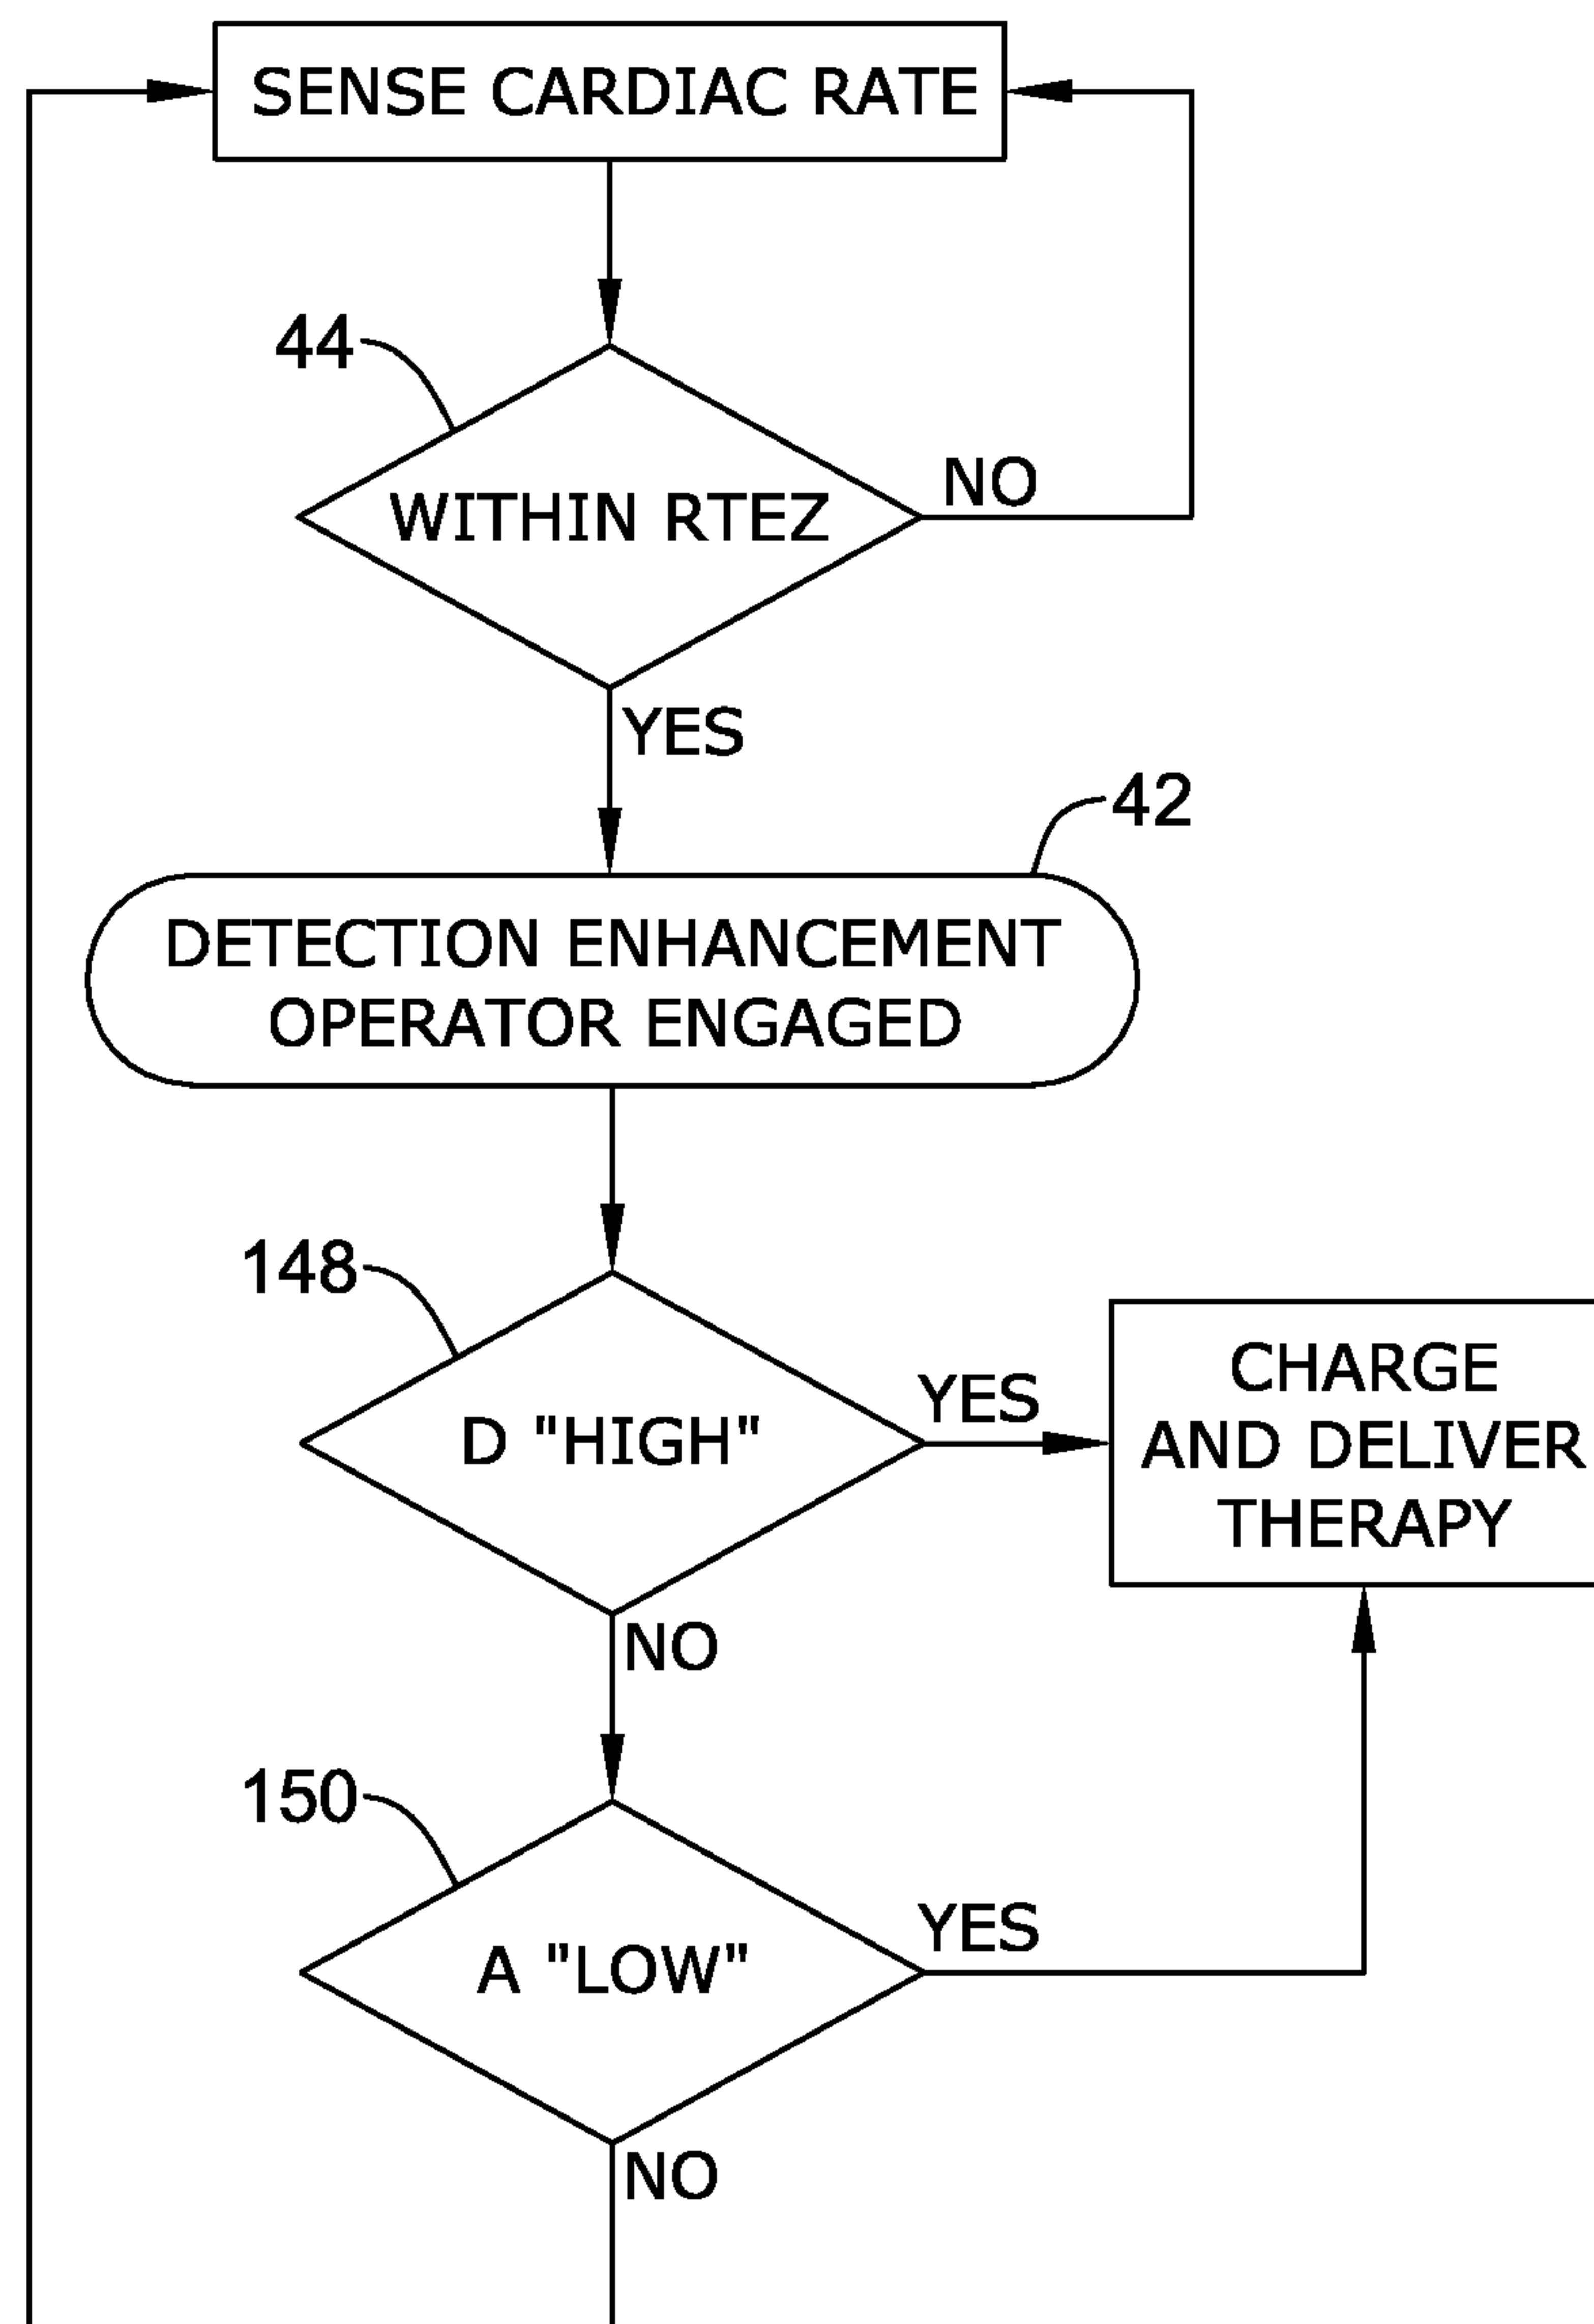 SENSE CARDIAC RATE
44
WITHIN RTEZ
NO
YES
42
DETECTION ENHANCEMENT
OPERATOR ENGAGED
148
D "HIGH"
YES
CHARGE
AND DELIVER
THERAPY
NO
150
A "LOW"
YES
NO